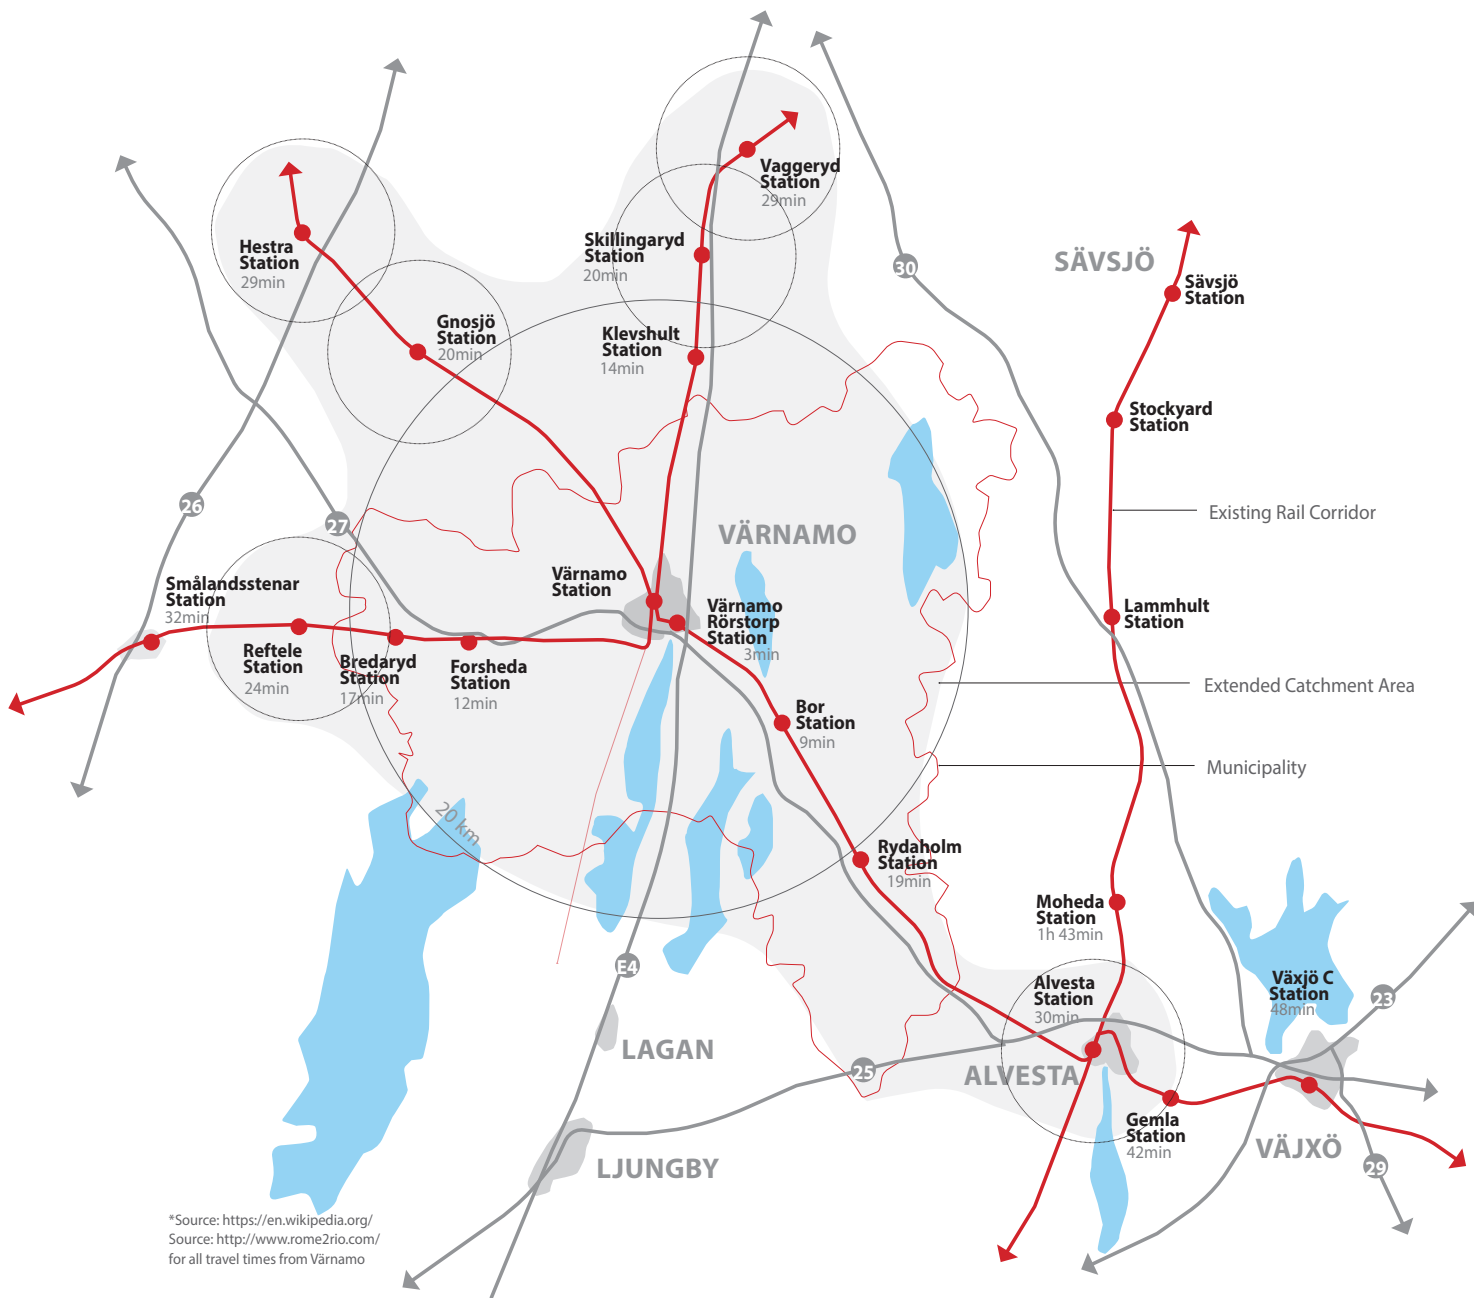 30
SÄVSJÖ
Sävsjö
Station
Vaggeryd
Station
29min
Skillingaryd
Station
20min
Hestra
Station
29min
Gnosjö
Station
20min
Klevshult
Station
14min
Stockyard
Station
26
27
Existing Rail Corridor
VÄRNAMO
Värnamo
Station
Smålandsstenar
Station
32min
Värnamo
Rörstorp
Station
3min
Lammhult
Station
Reftele
Station
24min
Bredaryd
Station
17min
Forsheda
Station
12min
Extended Catchment Area
Bor
Station
9min
Municipality
20 km
Rydaholm
Station
19min
Moheda
Station
1h 43min
E4
Alvesta
Station
30min
Växjö C
Station
48min
23
LAGAN
25
ALVESTA
Gemla
Station
42min
VÄJXÖ
29
LJUNGBY
*Source: https://en.wikipedia.org/
Source: http://www.rome2rio.com/
for all travel times from Värnamo